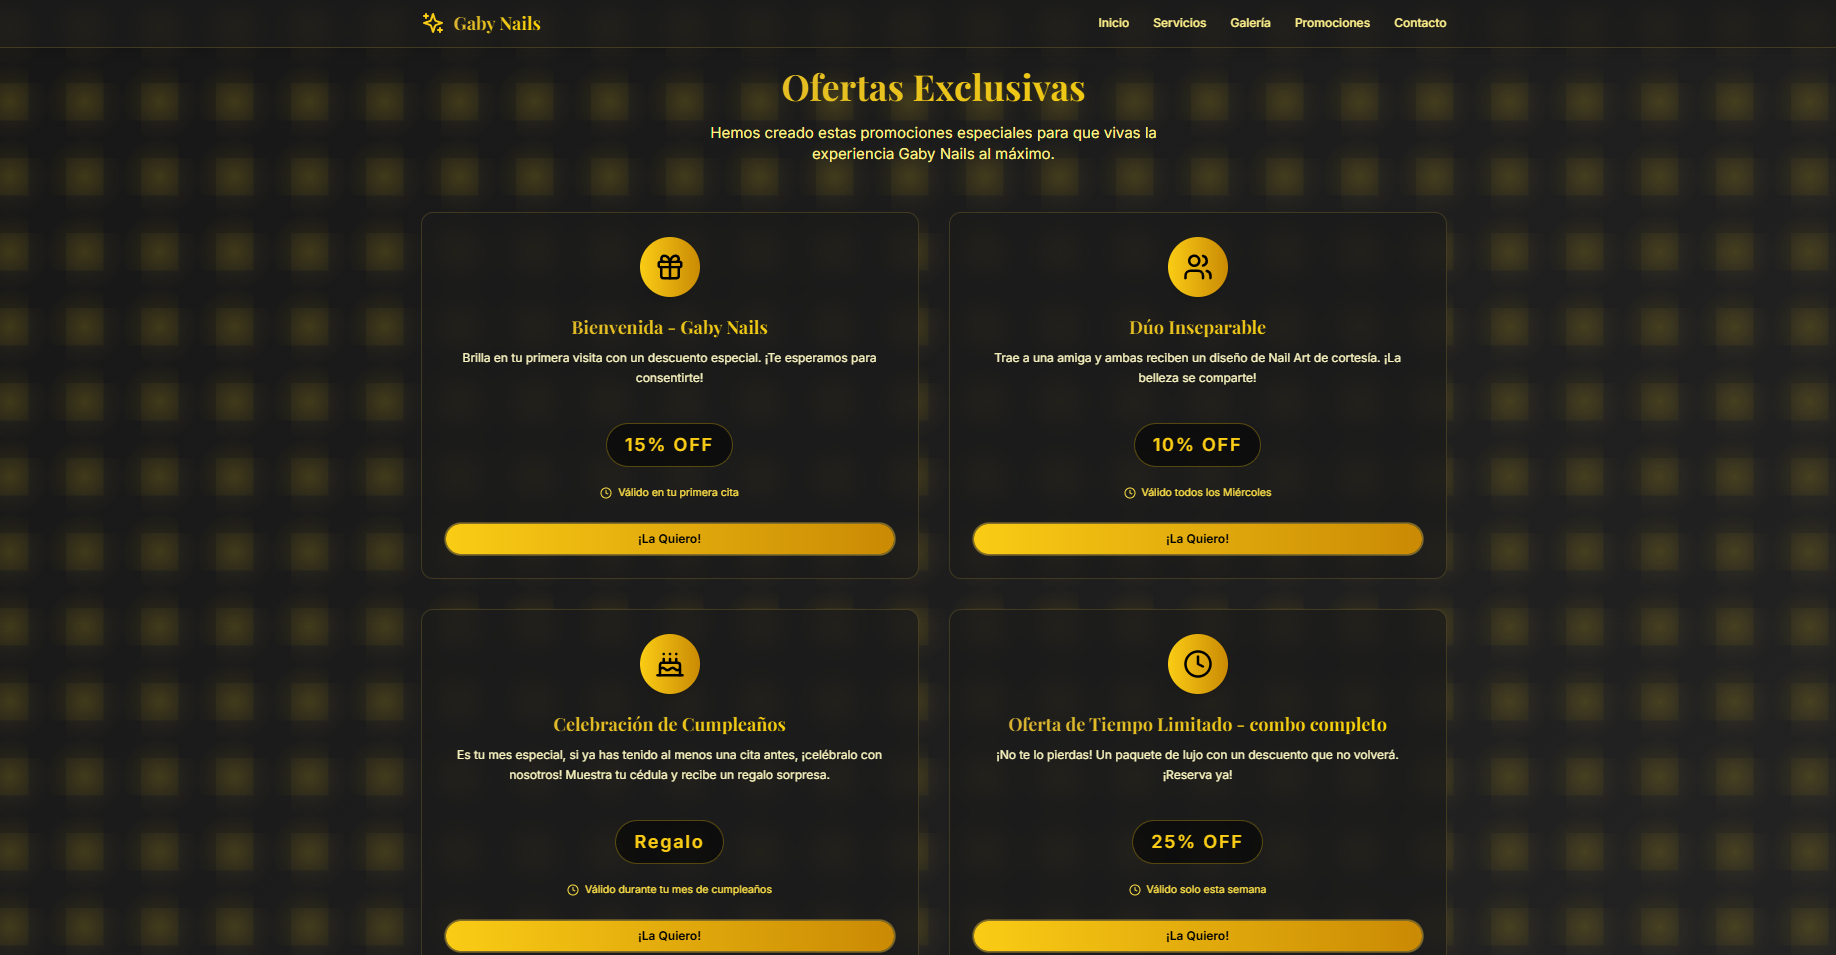 Gaby Nails
Inicio Servicios Galería Promociones Contacto
Ofertas Exclusivas
Hemos creado estas promociones especiales para que vivas la
experiencia Gaby Nails al máximo.
Bienvenida - Gaby Nails
Brilla en tu primera visita con un descuento especial. ¡Te esperamos para
consentirte!
15% OFF
Válido en tu primera cita
¡La Quiero!
Dúo Inseparable
Trae a una amiga y ambas reciben un diseño de Nail Art de cortesía. ¡La
belleza se comparte!
10% OFF
Válido todos los Miércoles
¡La Quiero!
Celebración de Cumpleaños
Es tu mes especial, si ya has tenido al menos una cita antes, ¡celébralo con
nosotros! Muestra tu cédula y recibe un regalo sorpresa.
Regalo
Válido durante tu mes de cumpleaños
¡La Quiero!
Oferta de Tiempo Limitado - combo completo
¡No te lo pierdas! Un paquete de lujo con un descuento que no volverá.
¡Reserva ya!
25% OFF
Válido solo esta semana
¡La Quiero!